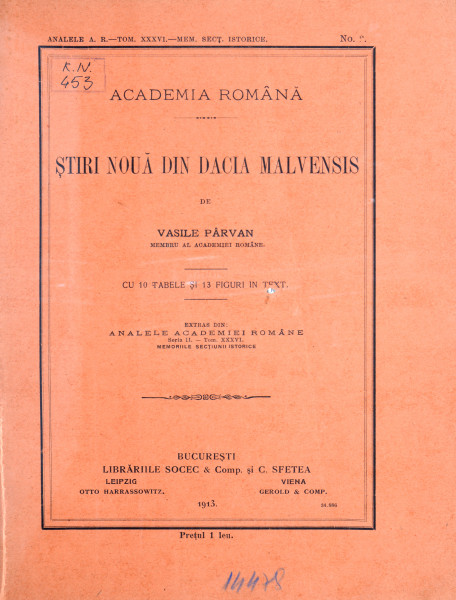 ANALELE A. R.—TOM. XXXVI.—MEM. SECȚ. ISTORICE. No.
R.N.
453
ACADEMIA ROMÂNĂ
ȘTIRI NOUĂ DIN DACIA MALVENSIS
DE
VASILE PÂRVAN
MEMBRU AL ACADEMIEI ROMÂNE.
CU 10 TABELE ȘI 13 FIGURI IN TEXT.
EXTRAS DIN:
ANALELE ACADEMIEI ROMÂNE
Seria II. — Tom. XXXVI.
MEMORIILE SECȚIUNII ISTORICE
BUCUREȘTI
LIBRĂRIILE SOCEC & Comp. și C. SFETEA
LEIPZIG VIENA
OTTO HARRASSOWITZ. GEROLD & COMP.
1913.
Prețul 1 leu.
14478